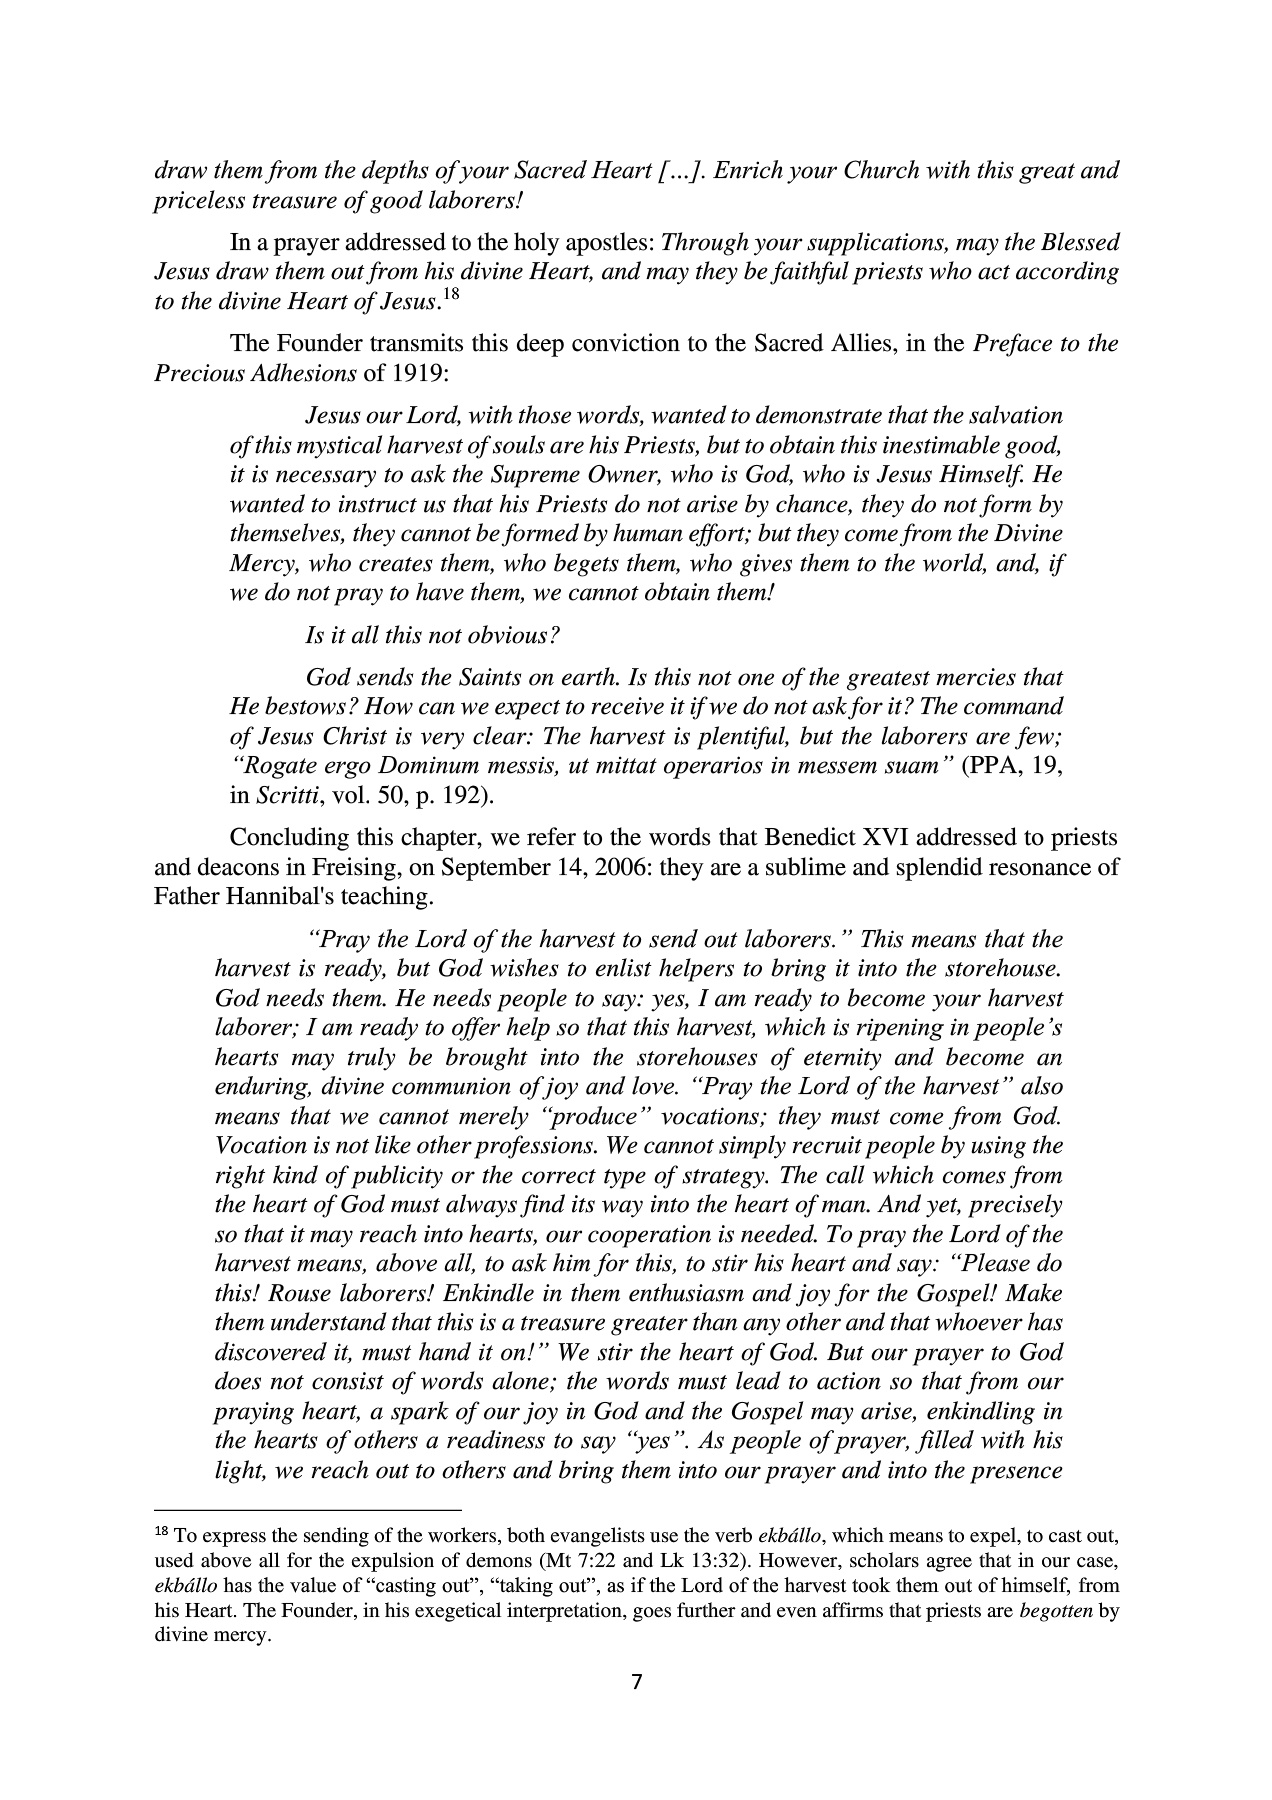 draw them from the depths of your Sacred Heart [...]. Enrich your Church with this great and
priceless treasure of good laborers!
In a prayer addressed to the holy apostles: Through your supplications, may the Blessed
Jesus draw them out from his divine Heart, and may they be faithful priests who act according
to the divine Heart of Jesus.18
The Founder transmits this deep conviction to the Sacred Allies, in the Preface to the
Precious Adhesions of 1919:
Jesus our Lord, with those words, wanted to demonstrate that the salvation
of this mystical harvest of souls are his Priests, but to obtain this inestimable good,
it is necessary to ask the Supreme Owner, who is God, who is Jesus Himself. He
wanted to instruct us that his Priests do not arise by chance, they do not form by
themselves, they cannot be formed by human effort; but they come from the Divine
Mercy, who creates them, who begets them, who gives them to the world, and, if
we do not pray to have them, we cannot obtain them!
Is it all this not obvious?
God sends the Saints on earth. Is this not one of the greatest mercies that
He bestows? How can we expect to receive it if we do not ask for it? The command
of Jesus Christ is very clear: The harvest is plentiful, but the laborers are few;
“Rogate ergo Dominum messis, ut mittat operarios in messem suam” (PPA, 19,
in Scritti, vol. 50, p. 192).
Concluding this chapter, we refer to the words that Benedict XVI addressed to priests
and deacons in Freising, on September 14, 2006: they are a sublime and splendid resonance of
Father Hannibal's teaching.
“Pray the Lord of the harvest to send out laborers.” This means that the
harvest is ready, but God wishes to enlist helpers to bring it into the storehouse.
God needs them. He needs people to say: yes, I am ready to become your harvest
laborer; I am ready to offer help so that this harvest, which is ripening in people’s
hearts may truly be brought into the storehouses of eternity and become an
enduring, divine communion of joy and love. “Pray the Lord of the harvest” also
means that we cannot merely “produce” vocations; they must come from God.
Vocation is not like other professions. We cannot simply recruit people by using the
right kind of publicity or the correct type of strategy. The call which comes from
the heart of God must always find its way into the heart of man. And yet, precisely
so that it may reach into hearts, our cooperation is needed. To pray the Lord of the
harvest means, above all, to ask him for this, to stir his heart and say: “Please do
this! Rouse laborers! Enkindle in them enthusiasm and joy for the Gospel! Make
them understand that this is a treasure greater than any other and that whoever has
discovered it, must hand it on!” We stir the heart of God. But our prayer to God
does not consist of words alone; the words must lead to action so that from our
praying heart, a spark of our joy in God and the Gospel may arise, enkindling in
the hearts of others a readiness to say “yes”. As people of prayer, filled with his
light, we reach out to others and bring them into our prayer and into the presence
18 To express the sending of the workers, both evangelists use the verb ekbállo, which means to expel, to cast out,
used above all for the expulsion of demons (Mt 7:22 and Lk 13:32). However, scholars agree that in our case,
ekbállo has the value of “casting out”, “taking out”, as if the Lord of the harvest took them out of himself, from
his Heart. The Founder, in his exegetical interpretation, goes further and even affirms that priests are begotten by
divine mercy.
7